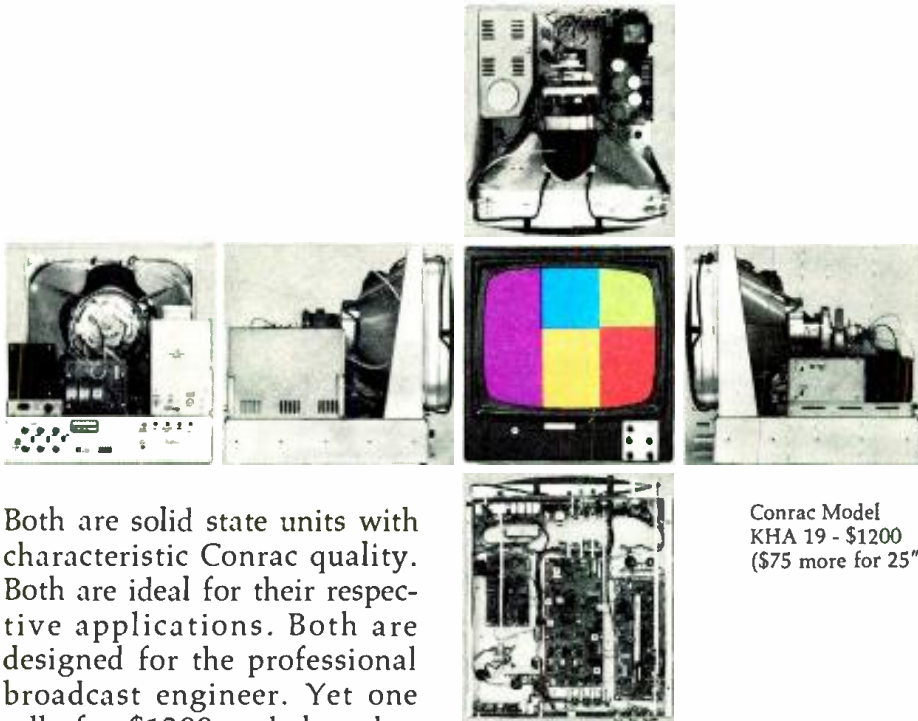 Both are solid state units with
characteristic Conrac quality.
Both are ideal for their respec-
tive applications. Both are
designed for the professional
broadcast engineer. Yet one
Conrac Model
KHA 19 - $1200
($75 more for 25"